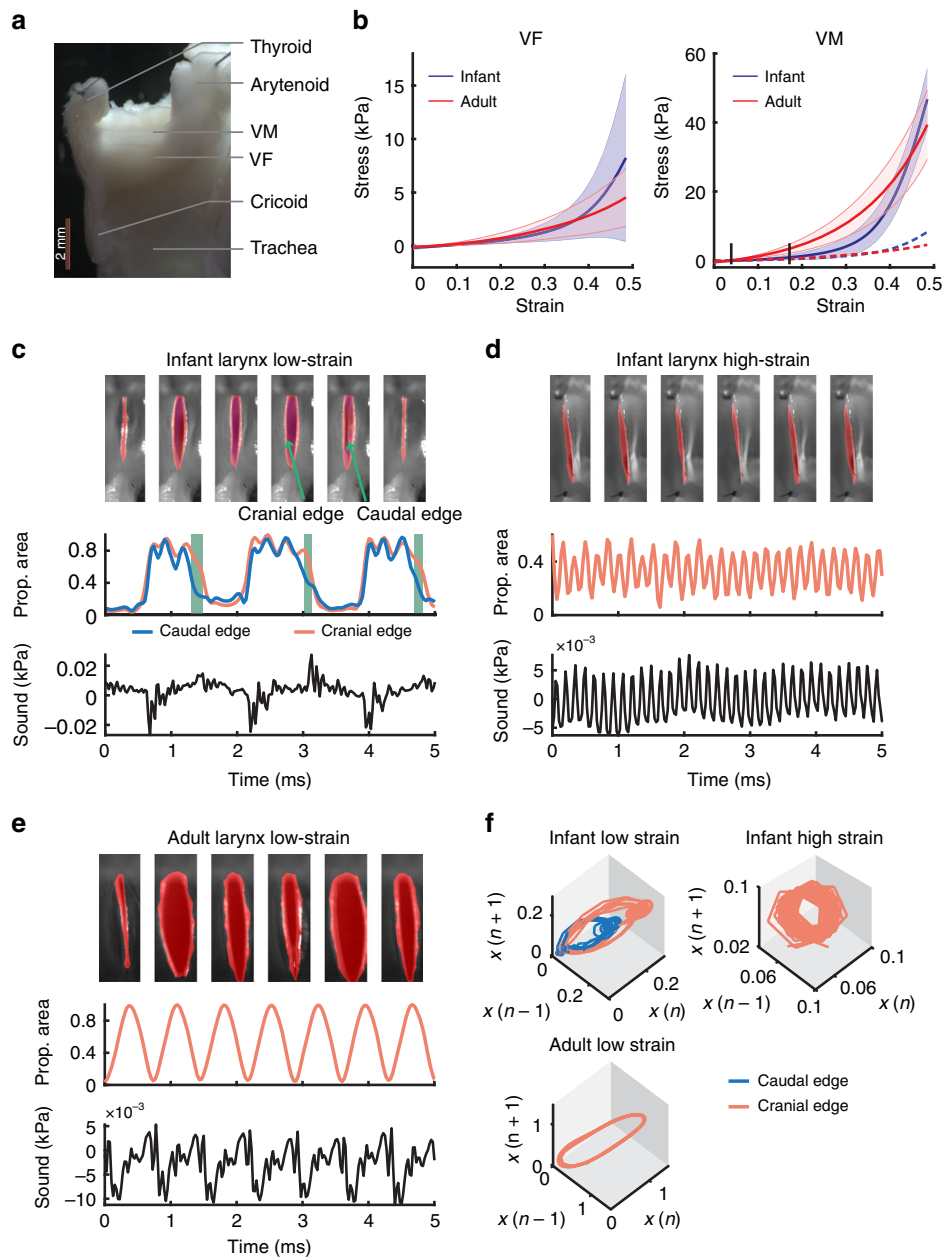 a
Thyroid
Arytenoid
VM
VF
Cricoid
Trachea
2 mm
b
VF
Stress (kPa)
15
10
5
0
Infant
Adult
0 0.1 0.2 0.3 0.4 0.5
Strain
VM
Stress (kPa)
60
40
20
0
Infant
Adult
0 0.1 0.2 0.3 0.4 0.5
Strain
c
Infant larynx low-strain
Cranial edge Caudal edge
Prop. area
0.8
0.4
0
Caudal edge Cranial edge
Sound (kPa)
0.02
0
−0.02
0 1 2 3 4 5
Time (ms)
d
Infant larynx high-strain
Prop. area
0.4
0
×10−3
Sound (kPa)
5
0
−5
0 1 2 3 4 5
Time (ms)
e
Adult larynx low-strain
Prop. area
0.8
0.4
0
×10−3
Sound (kPa)
5
0
−5
−10
0 1 2 3 4 5
Time (ms)
f
Infant low strain
x (n + 1)
0.2
0
0
0.2
x (n − 1)
0
0.2
x (n)
Infant high strain
x (n + 1)
0.1
0.02
0.06
0.1
x (n − 1)
0.06
0.1
x (n)
Adult low strain
x (n + 1)
1
0
1
x (n − 1)
0
1
x (n)
Caudal edge
Cranial edge